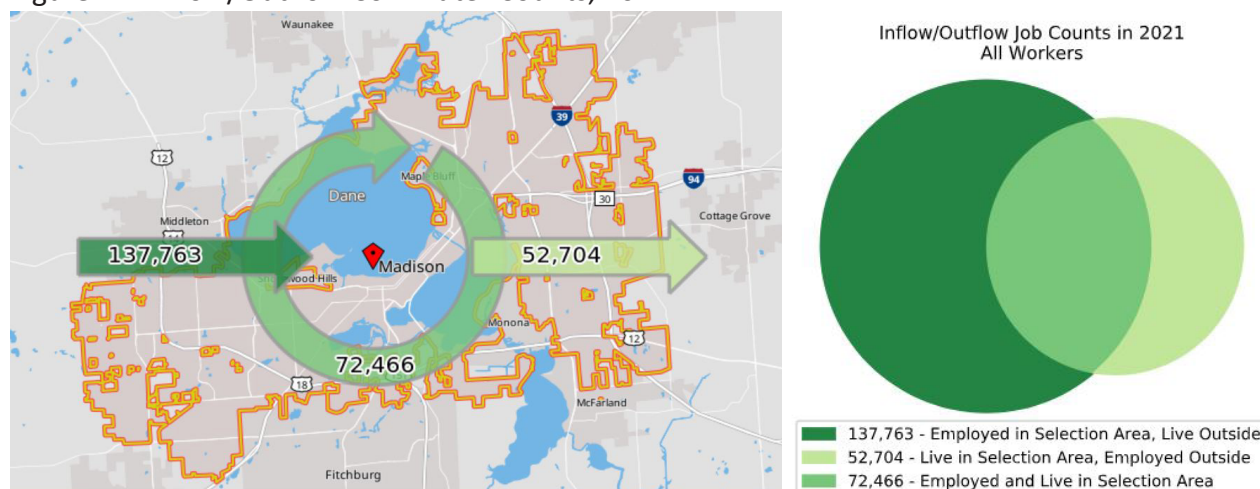 Waunakee
39
12
Maple Bluff
94
Dane
30
Middleton
Cottage Grove
14
137,763
52,704
Madison
wood Hills
Monona
12
72,466
18
McFarland
Fitchburg
Inflow/Outflow Job Counts in 2021
All Workers
137,763 - Employed in Selection Area, Live Outside
52,704 - Live in Selection Area, Employed Outside
72,466 - Employed and Live in Selection Area